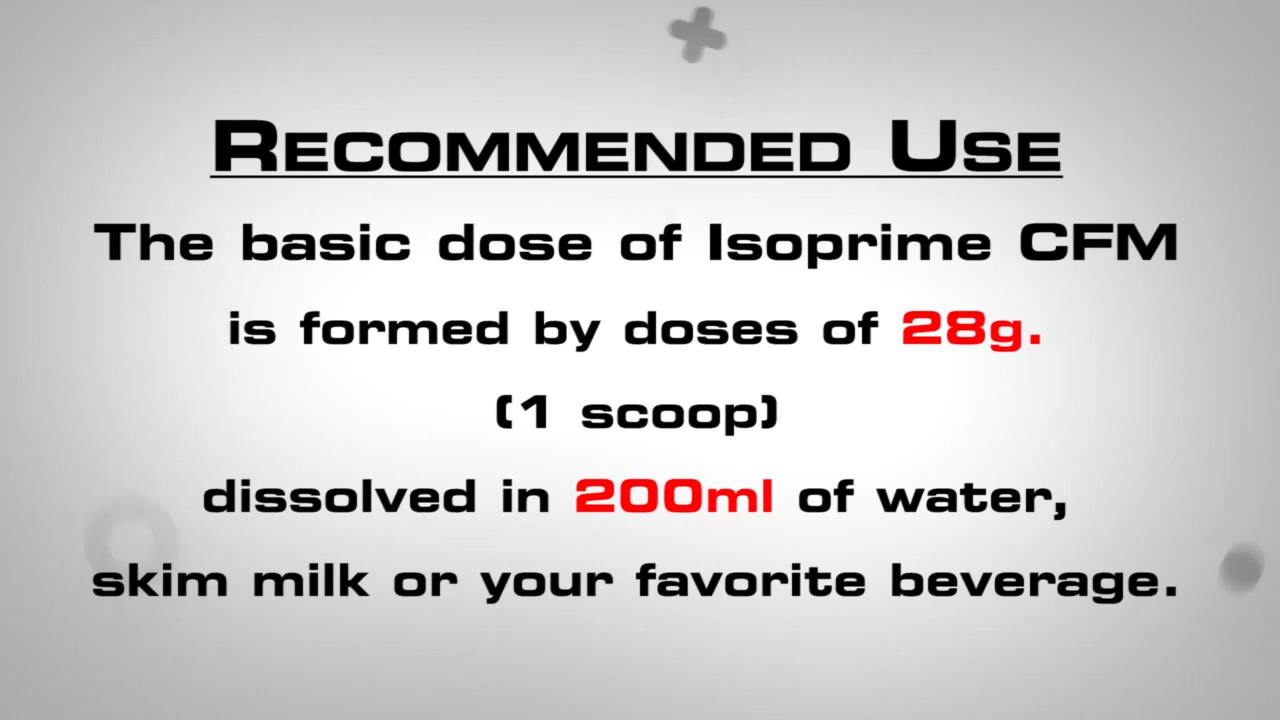 RECOMMENDED USE
The basic dose of Isoprime CFM
is formed by doses of 28g.
(1 scoop)
dissolved in 200ml of water,
skim milk or your favorite beverage.